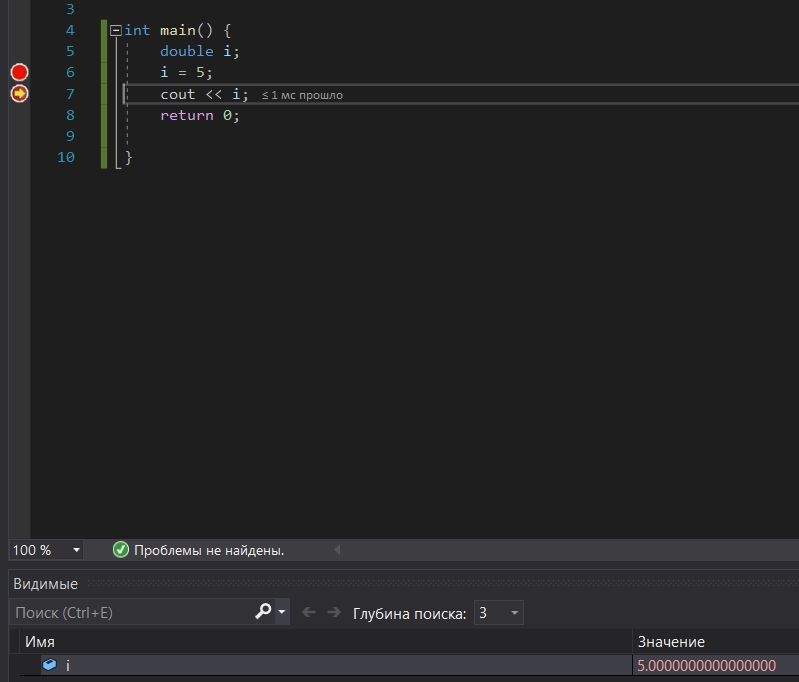 3
4 int main() {
5 double i;
6 i = 5;
7 cout << i; ≤ 1 мс прошло
8 return 0;
9
10 }
100 % Проблемы не найдены.
Видимые
Поиск (Ctrl+E) Глубина поиска: 3
Имя Значение
i 5.0000000000000000